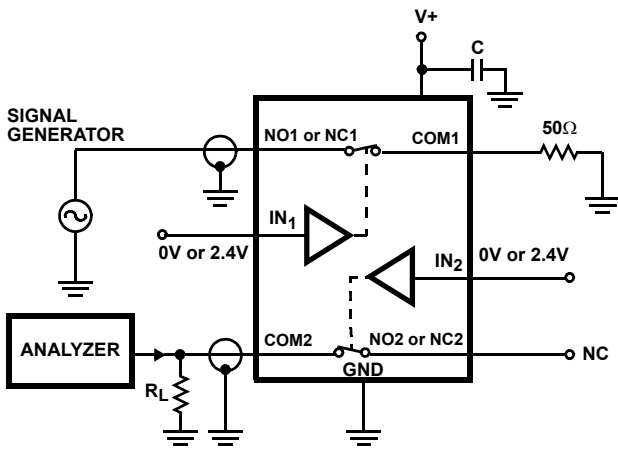 V+
C
SIGNAL
GENERATOR
NO1 or NC1
COM1
50Ω
IN1
0V or 2.4V
IN2
0V or 2.4V
ANALYZER
COM2
NO2 or NC2
NC
GND
RL